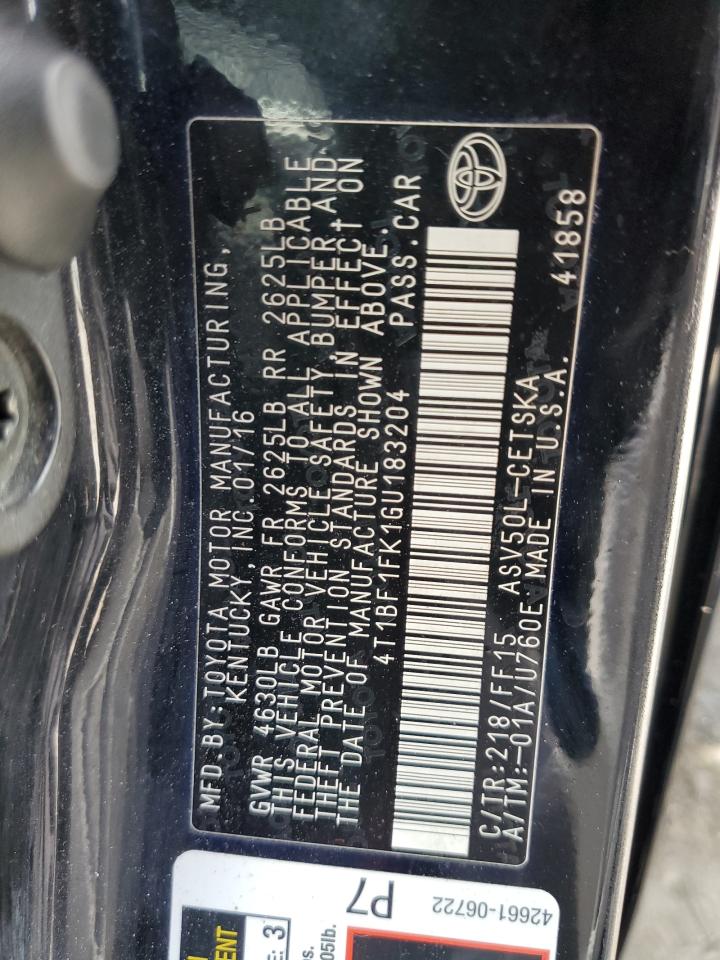 MFD.BY:TOYOTA MOTOR MANUFACTURING,
KENTUCKY, INC.01/16
GVWR 4630LB GAWR FR 2625LB RR 2625LB
THIS VEHICLE CONFORMS TO ALL APPLICABLE
FEDERAL MOTOR VEHICLE SAFETY, BUMPER, AND
THEFT PREVENTION STANDARDS IN EFFECT ON
THE DATE OF MANUFACTURE SHOWN ABOVE.
4T1BF1FK1GU183204 PASS.CAR
C/TR:218/FF15 ASV50L-CETSKA
A/TM:-01A/U760E MADE IN U.S.A. 41858
42661-06722
P7
3
05lb.